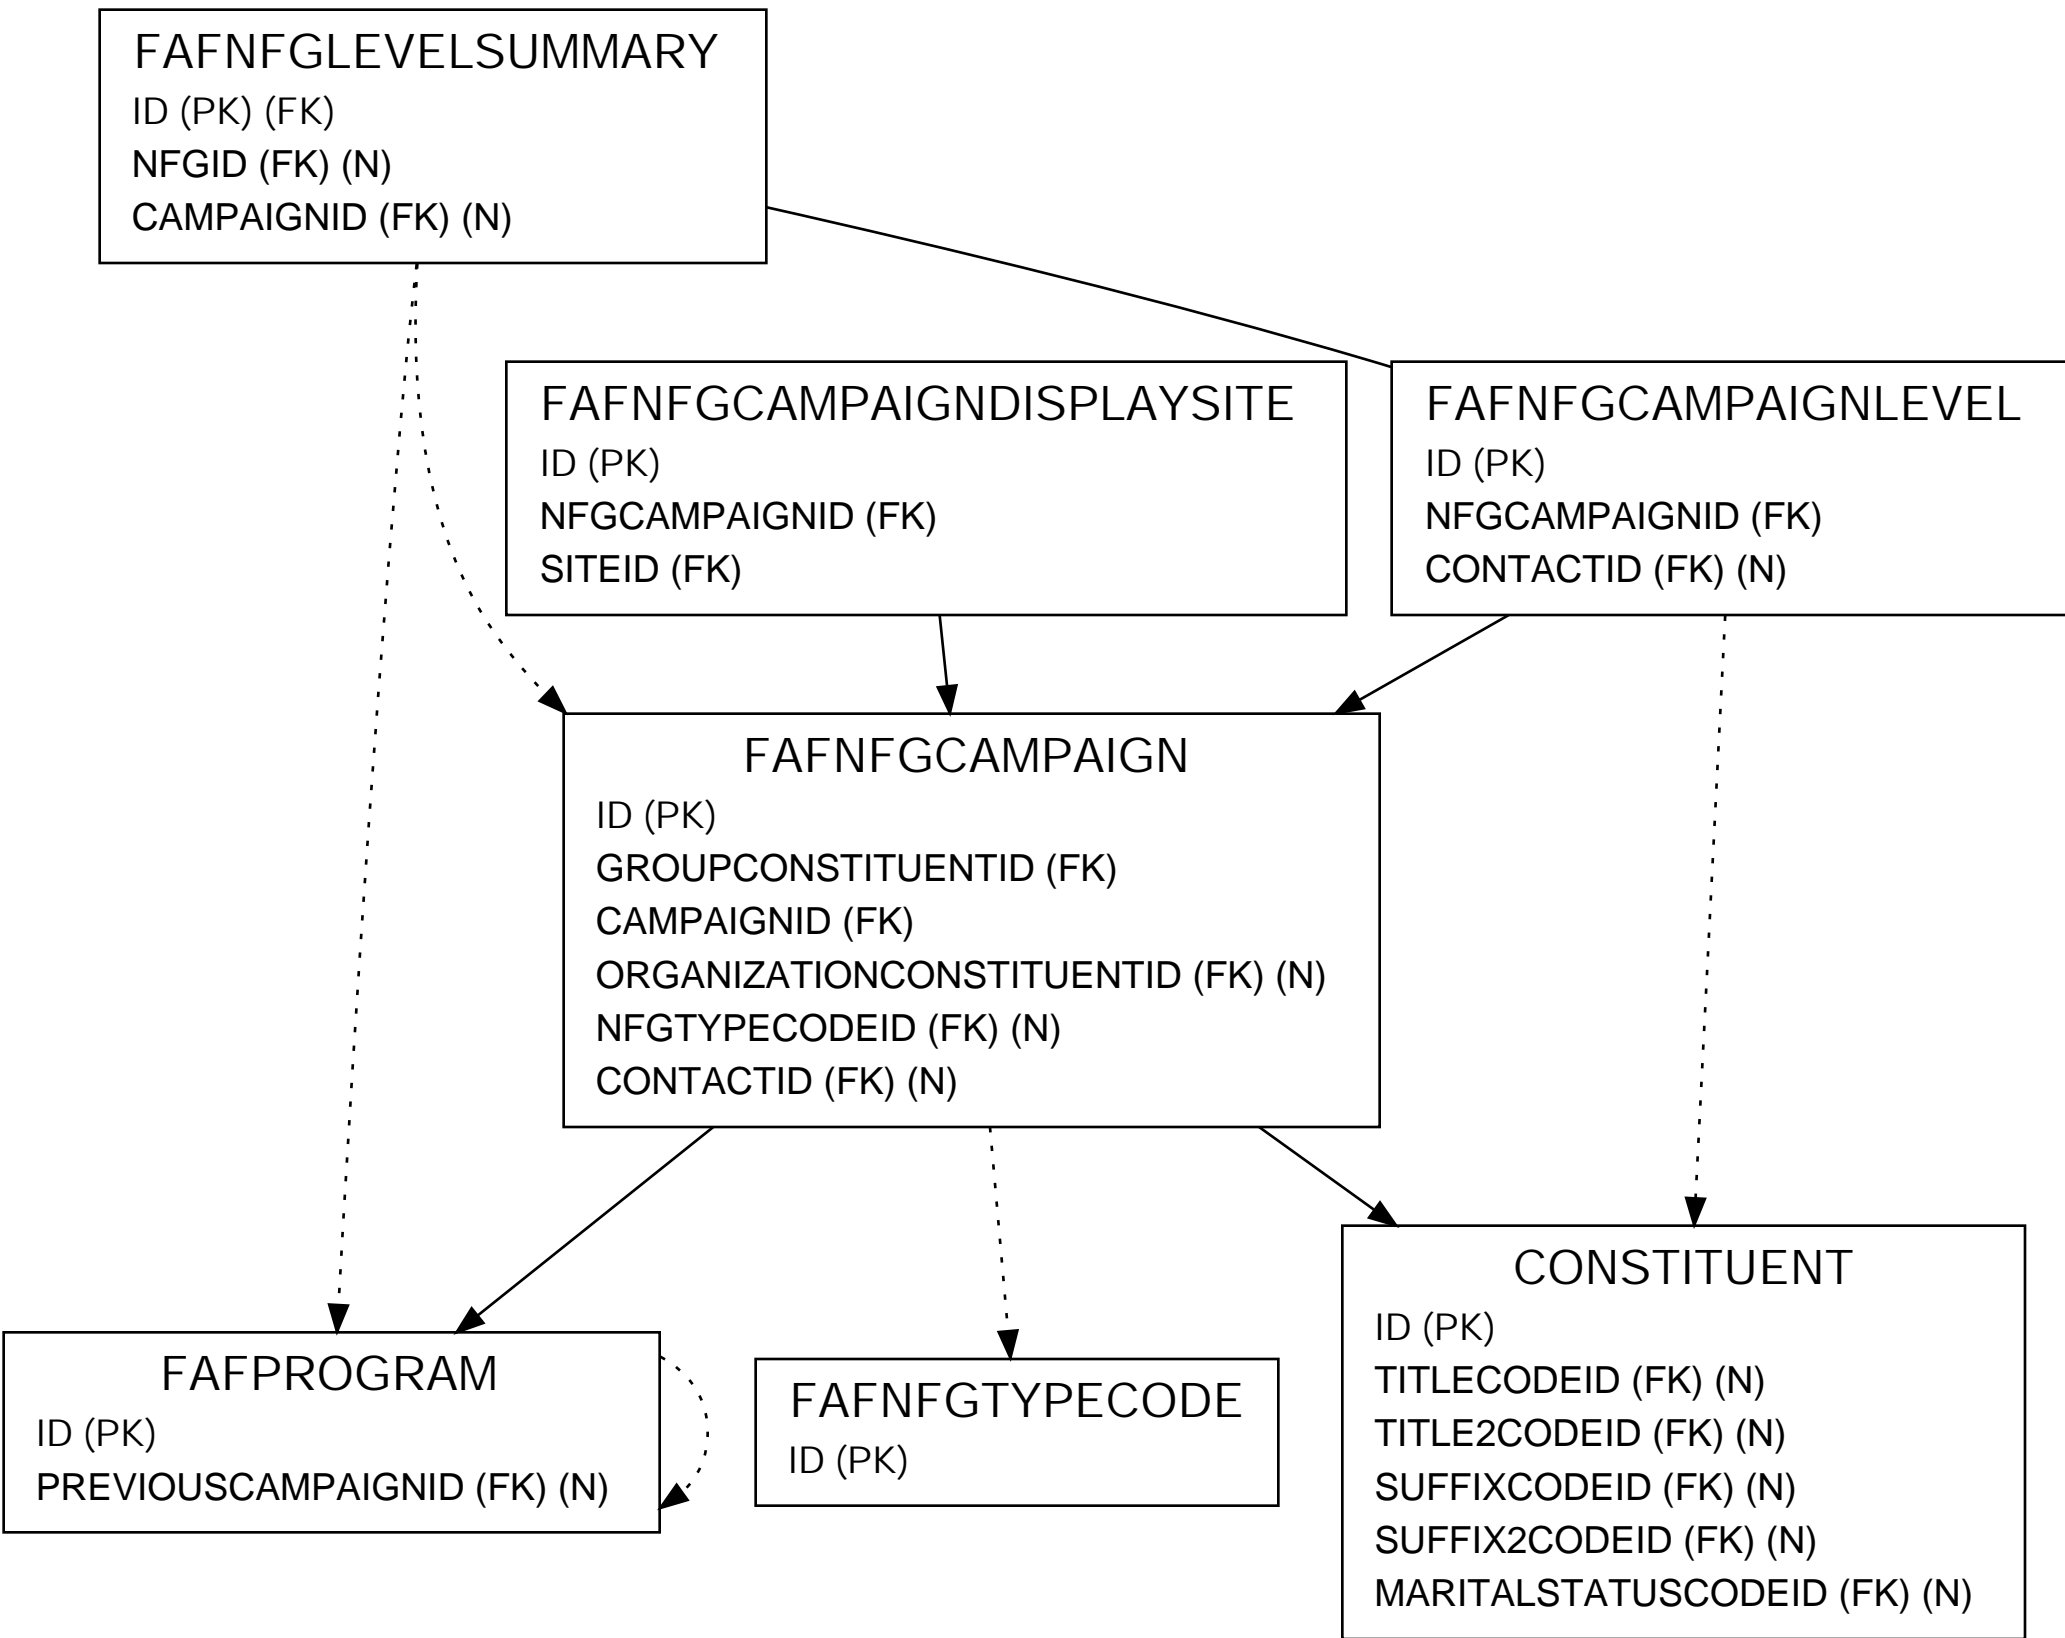 FAFNFGLEVELSUMMARY
ID (PK) (FK)
NFGID (FK) (N)
CAMPAIGNID (FK) (N)
FAFNFGCAMPAIGNDISPLAYSITE
ID (PK)
NFGCAMPAIGNID (FK)
SITEID (FK)
FAFNFGCAMPAIGNLEVEL
ID (PK)
NFGCAMPAIGNID (FK)
CONTACTID (FK) (N)
FAFNFGCAMPAIGN
ID (PK)
GROUPCONSTITUENTID (FK)
CAMPAIGNID (FK)
ORGANIZATIONCONSTITUENTID (FK) (N)
NFGTYPECODEID (FK) (N)
CONTACTID (FK) (N)
FAFPROGRAM
ID (PK)
PREVIOUSCAMPAIGNID (FK) (N)
FAFNFGTYPECODE
ID (PK)
CONSTITUENT
ID (PK)
TITLECODEID (FK) (N)
TITLE2CODEID (FK) (N)
SUFFIXCODEID (FK) (N)
SUFFIX2CODEID (FK) (N)
MARITALSTATUSCODEID (FK) (N)